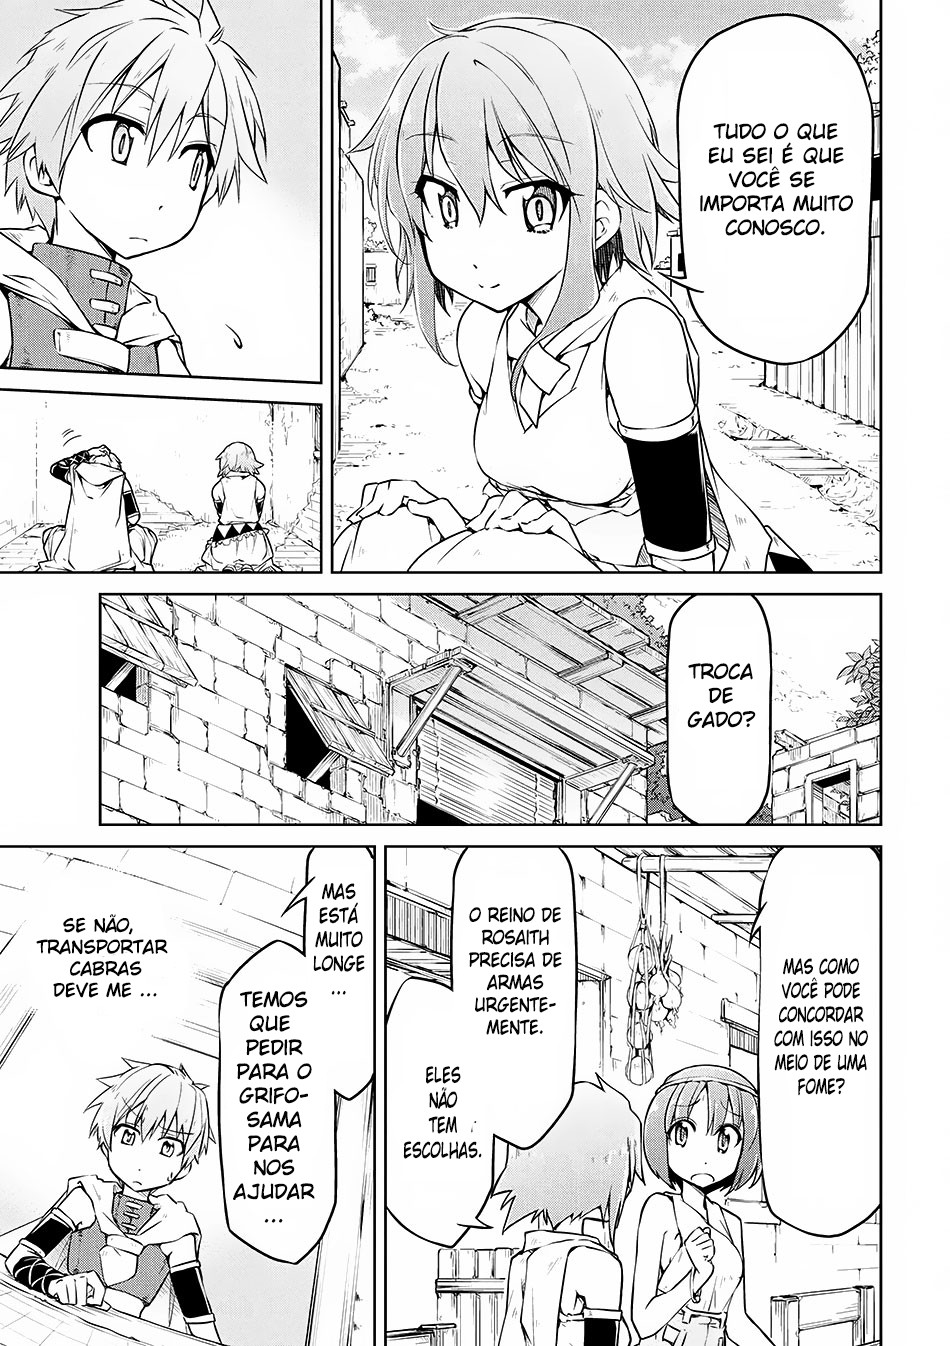 TUDO O QUE
EU SEI É QUE
VOCÊ SE
IMPORTA MUITO
CONOSCO.
TROCA
DE
GADO?
MAS COMO
VOCÊ PODE
CONCORDAR
COM ISSO NO
MEIO DE UMA
FOME?
O REINO DE
ROSAITH
PRECISA DE
ARMAS
URGENTE-
MENTE.
ELES
NÃO
TEM
ESCOLHAS.
MAS
ESTÁ
MUITO
LONGE
...
TEMOS
QUE
PEDIR
PARA O
GRIFO-
SAMA
PARA
NOS
AJUDAR
...
SE NÃO,
TRANSPORTAR
CABRAS
DEVE ME ...